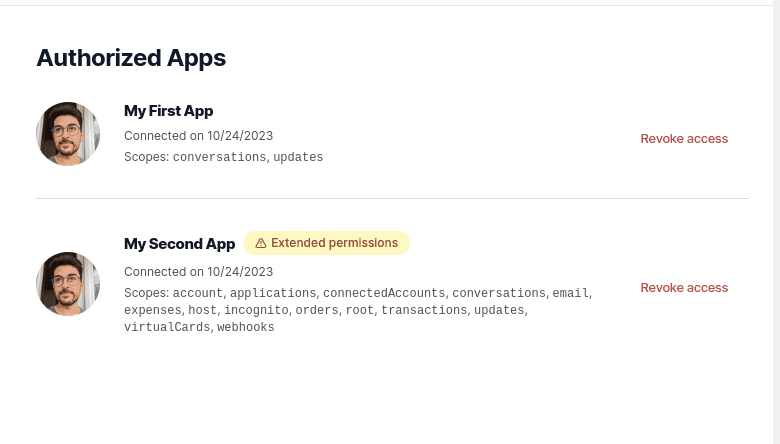 Authorized Apps
My First App
Connected on 10/24/2023
Scopes: conversations, updates
Revoke access
My Second App
Extended permissions
Connected on 10/24/2023
Scopes: account, applications, connectedAccounts, conversations, email,
expenses, host, incognito, orders, root, transactions, updates,
virtualCards, webhooks
Revoke access